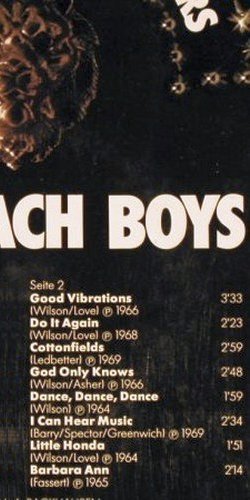 RS
ACH BOYS
Seite 2
Good Vibrations 3'33
(Wilson/Love) ℗ 1966
Do It Again 2'23
(Wilson/Love) ℗ 1968
Cottonfields 2'59
(Ledbetter) ℗ 1969
God Only Knows 2'48
(Wilson/Asher) ℗ 1966
Dance, Dance, Dance 1'59
(Wilson) ℗ 1964
I Can Hear Music 2'34
(Barry/Spector/Greenwich) ℗ 1969
Little Honda 1'51
(Wilson/Love) ℗ 1964
Barbara Ann 2'10
(Fassert) ℗ 1965